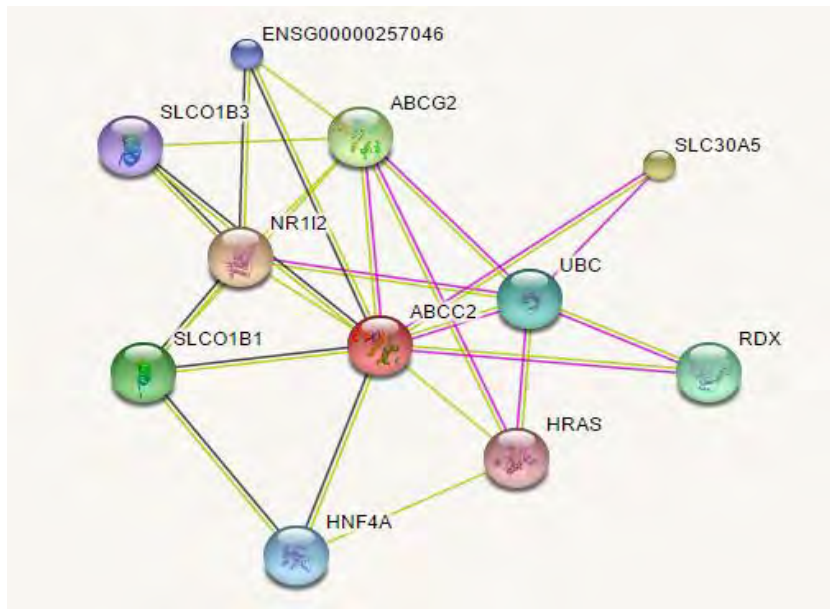 ENSG00000257046
SLCO1B3
ABCG2
SLC30A5
NR1I2
UBC
ABCC2
SLCO1B1
RDX
HRAS
HNF4A